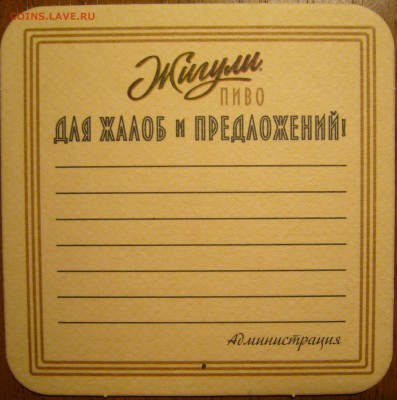 COINS.LAVE.RU
Жигули
ПИВО
ДЛЯ ЖАЛОБ И ПРЕДЛОЖЕНИЙ!
Администрация